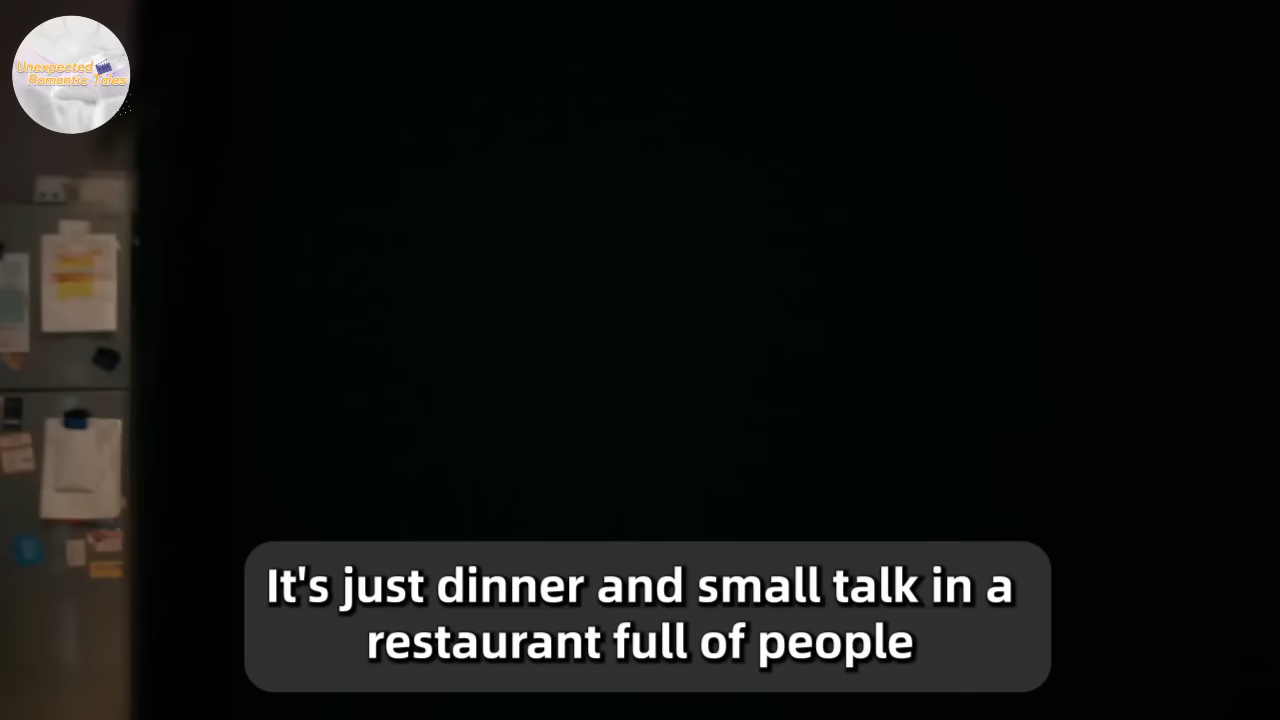 Unexpected
Romantic Tales
It's just dinner and small talk in a
restaurant full of people